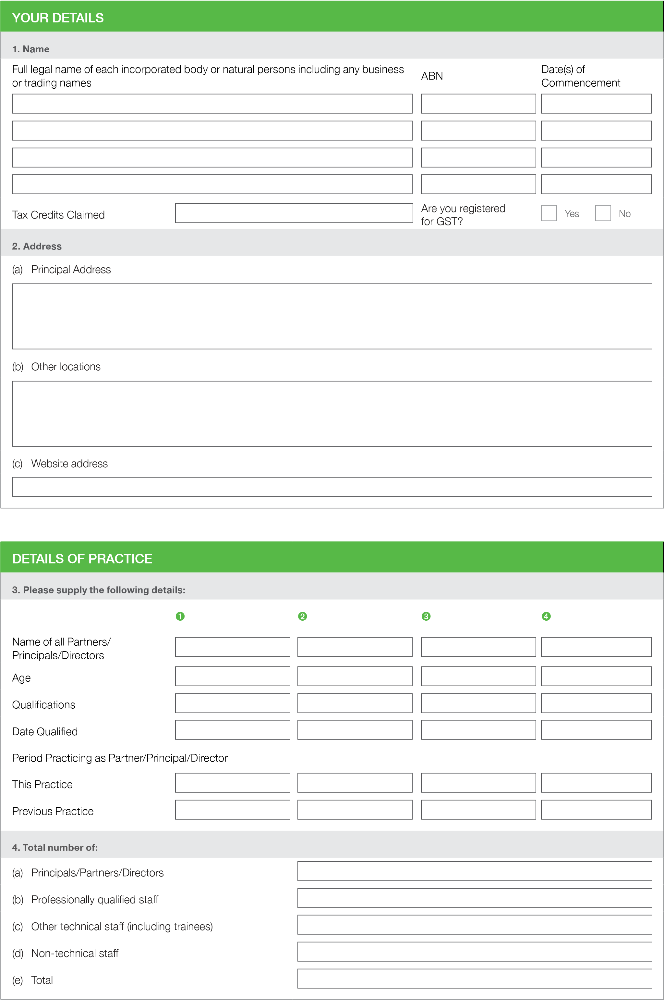 YOUR DETAILS
1. Name
Full legal name of each incorporated body or natural persons including any business
or trading names
ABN
Date(s) of
Commencement
Tax Credits Claimed
Are you registered
for GST?
Yes
No
2. Address
(a) Principal Address
(b) Other locations
(c) Website address
DETAILS OF PRACTICE
3. Please supply the following details:
1 2 3 4
Name of all Partners/
Principals/Directors
Age
Qualifications
Date Qualified
Period Practicing as Partner/Principal/Director
This Practice
Previous Practice
4. Total number of:
(a) Principals/Partners/Directors
(b) Professionally qualified staff
(c) Other technical staff (including trainees)
(d) Non-technical staff
(e) Total